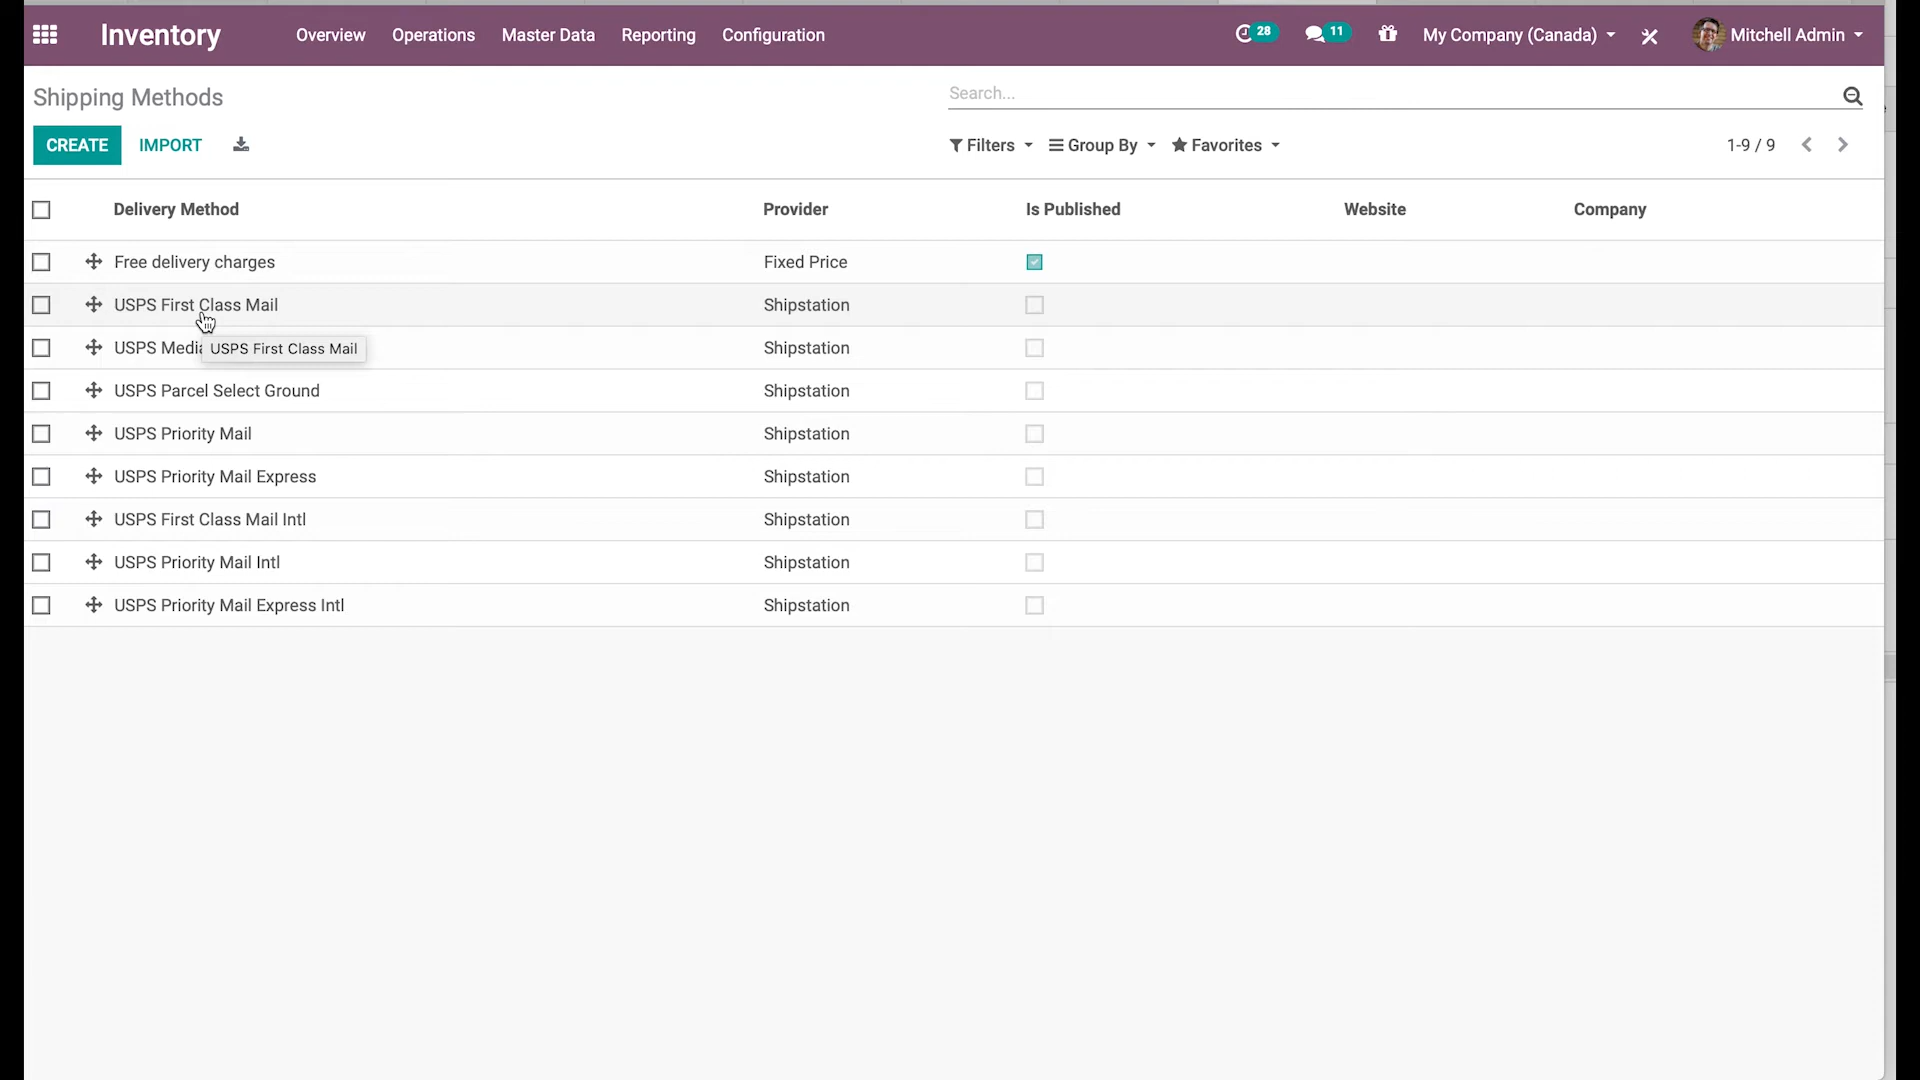 Inventory Overview Operations Master Data Reporting Configuration 28 11 My Company (Canada) Mitchell Admin
Shipping Methods Search...
CREATE IMPORT Filters Group By Favorites 1-9 / 9
Delivery Method Provider Is Published Website Company
Free delivery charges Fixed Price
USPS First Class Mail Shipstation
USPS Media Shipstation
USPS First Class Mail
USPS Parcel Select Ground Shipstation
USPS Priority Mail Shipstation
USPS Priority Mail Express Shipstation
USPS First Class Mail Intl Shipstation
USPS Priority Mail Intl Shipstation
USPS Priority Mail Express Intl Shipstation